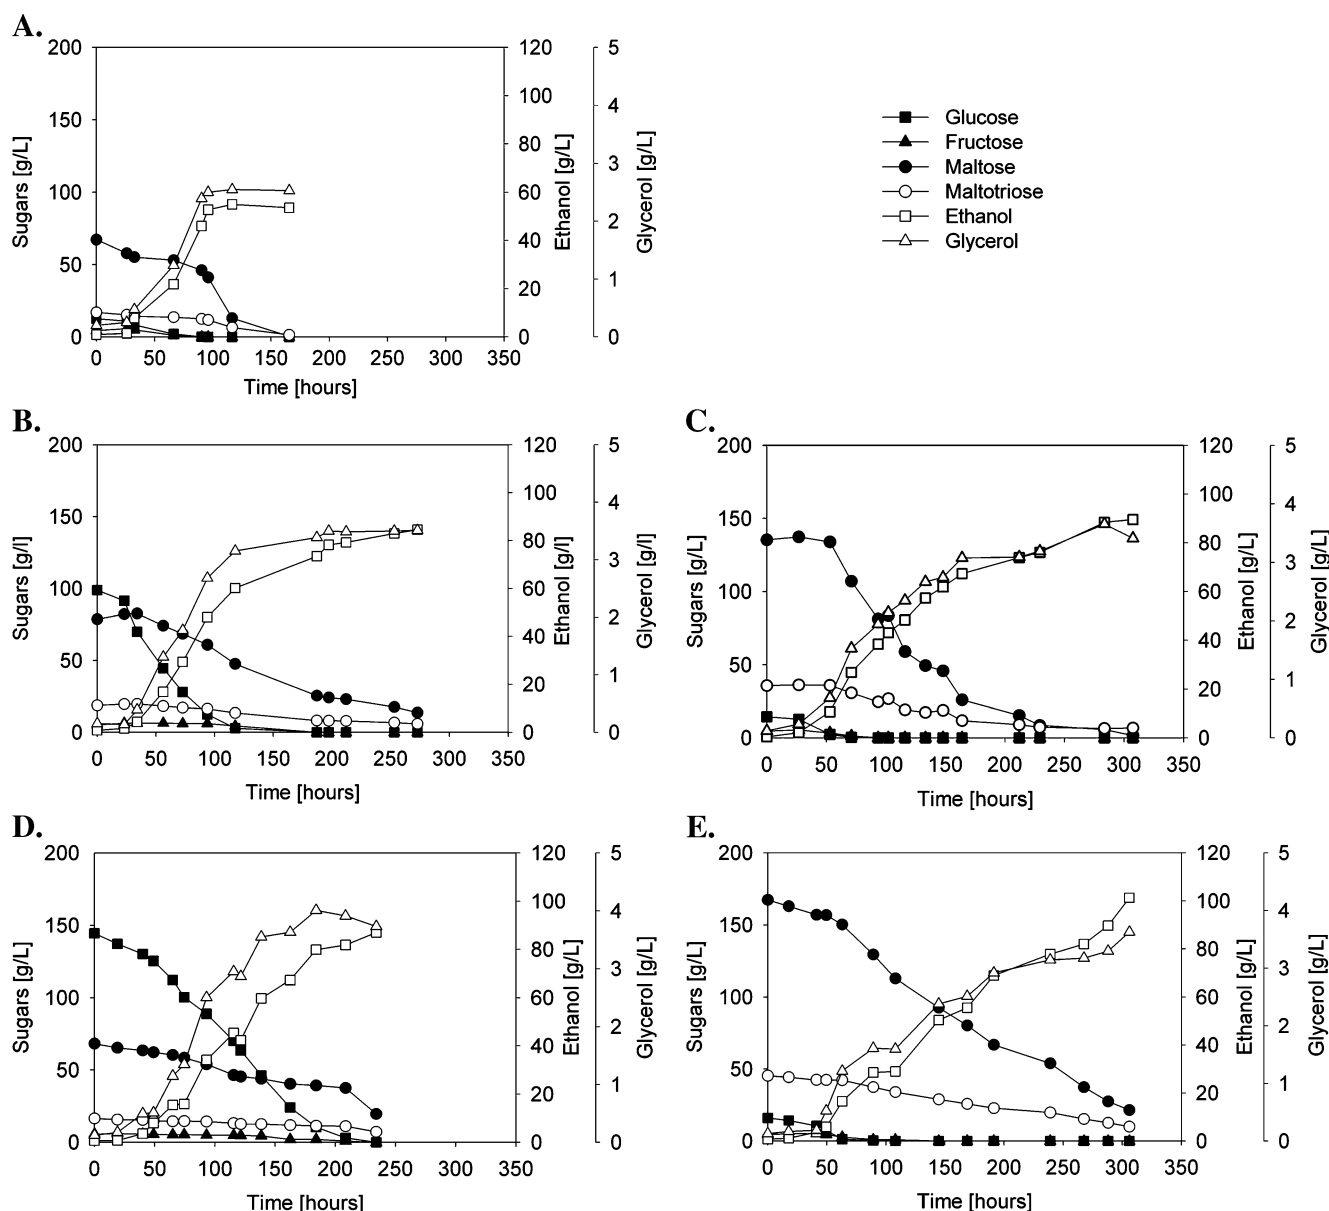 A.
200
150
100
50
0
Sugars [g/L]
0 50 100 150 200 250 300 350
Time [hours]
120
100
80
60
40
20
0
Ethanol [g/L]
5
4
3
2
1
0
Glycerol [g/L]
Glucose
Fructose
Maltose
Maltotriose
Ethanol
Glycerol
B.
200
150
100
50
0
Sugars [g/l]
0 50 100 150 200 250 300 350
Time [hours]
120
100
80
60
40
20
0
Ethanol [g/l]
5
4
3
2
1
0
Glycerol [g/l]
C.
200
150
100
50
0
Sugars [g/L]
0 50 100 150 200 250 300 350
Time [hours]
120
100
80
60
40
20
0
Ethanol [g/L]
5
4
3
2
1
0
Glycerol [g/L]
D.
200
150
100
50
0
Sugars [g/L]
0 50 100 150 200 250 300 350
Time [hours]
120
100
80
60
40
20
0
Ethanol [g/L]
5
4
3
2
1
0
Glycerol [g/L]
E.
200
150
100
50
0
Sugars [g/L]
0 50 100 150 200 250 300 350
Time [hours]
120
100
80
60
40
20
0
Ethanol [g/L]
5
4
3
2
1
0
Glycerol [g/L]